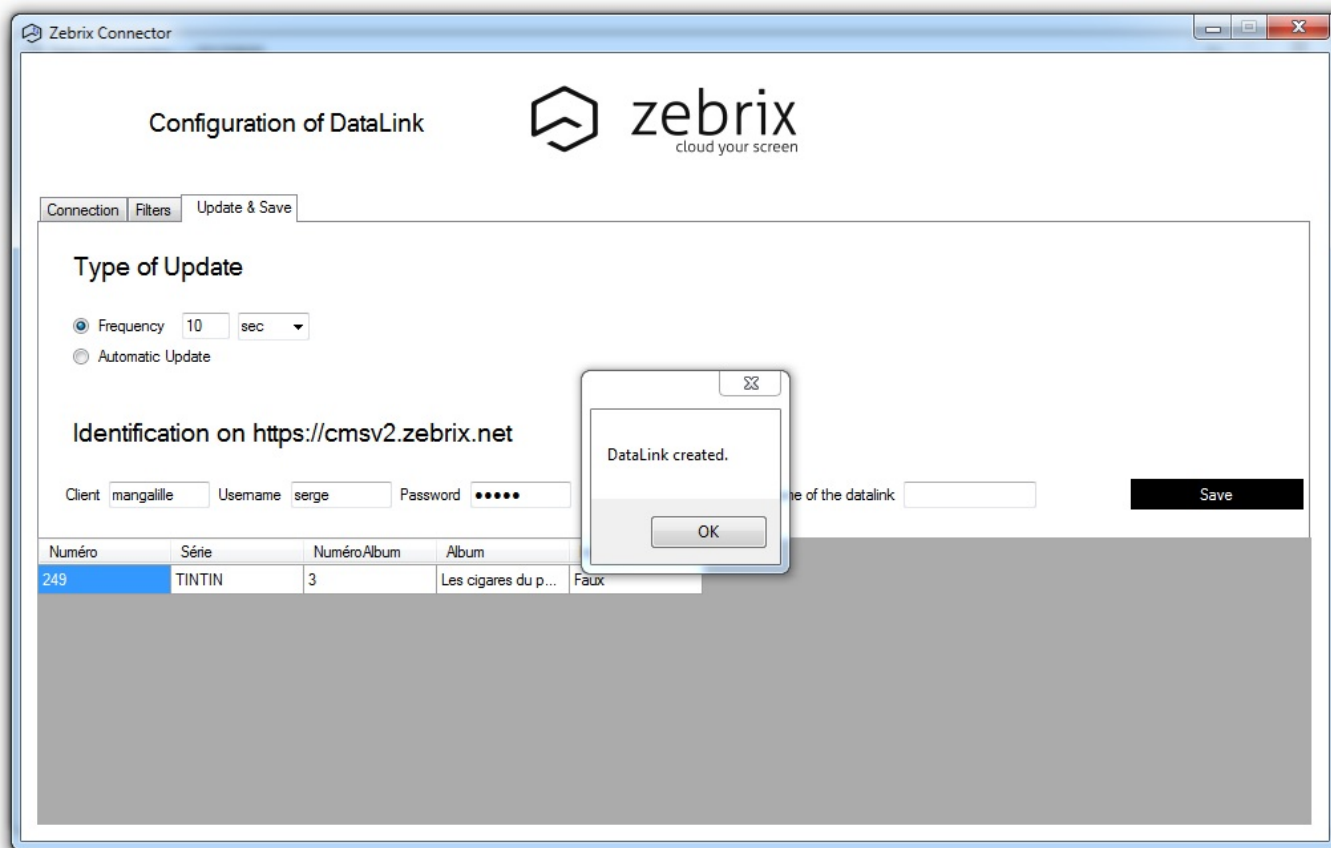 Zebrix Connector
Configuration of DataLink
zebrix
cloud your screen
Connection Filters Update & Save
Type of Update
Frequency 10 sec
Automatic Update
Identification on https://cmsv2.zebrix.net
DataLink created.
Client mangalille Username serge Password ••••• of the datalink Save
OK
Numéro Série NuméroAlbum Album
249 TINTIN 3 Les cigares du p... Faux